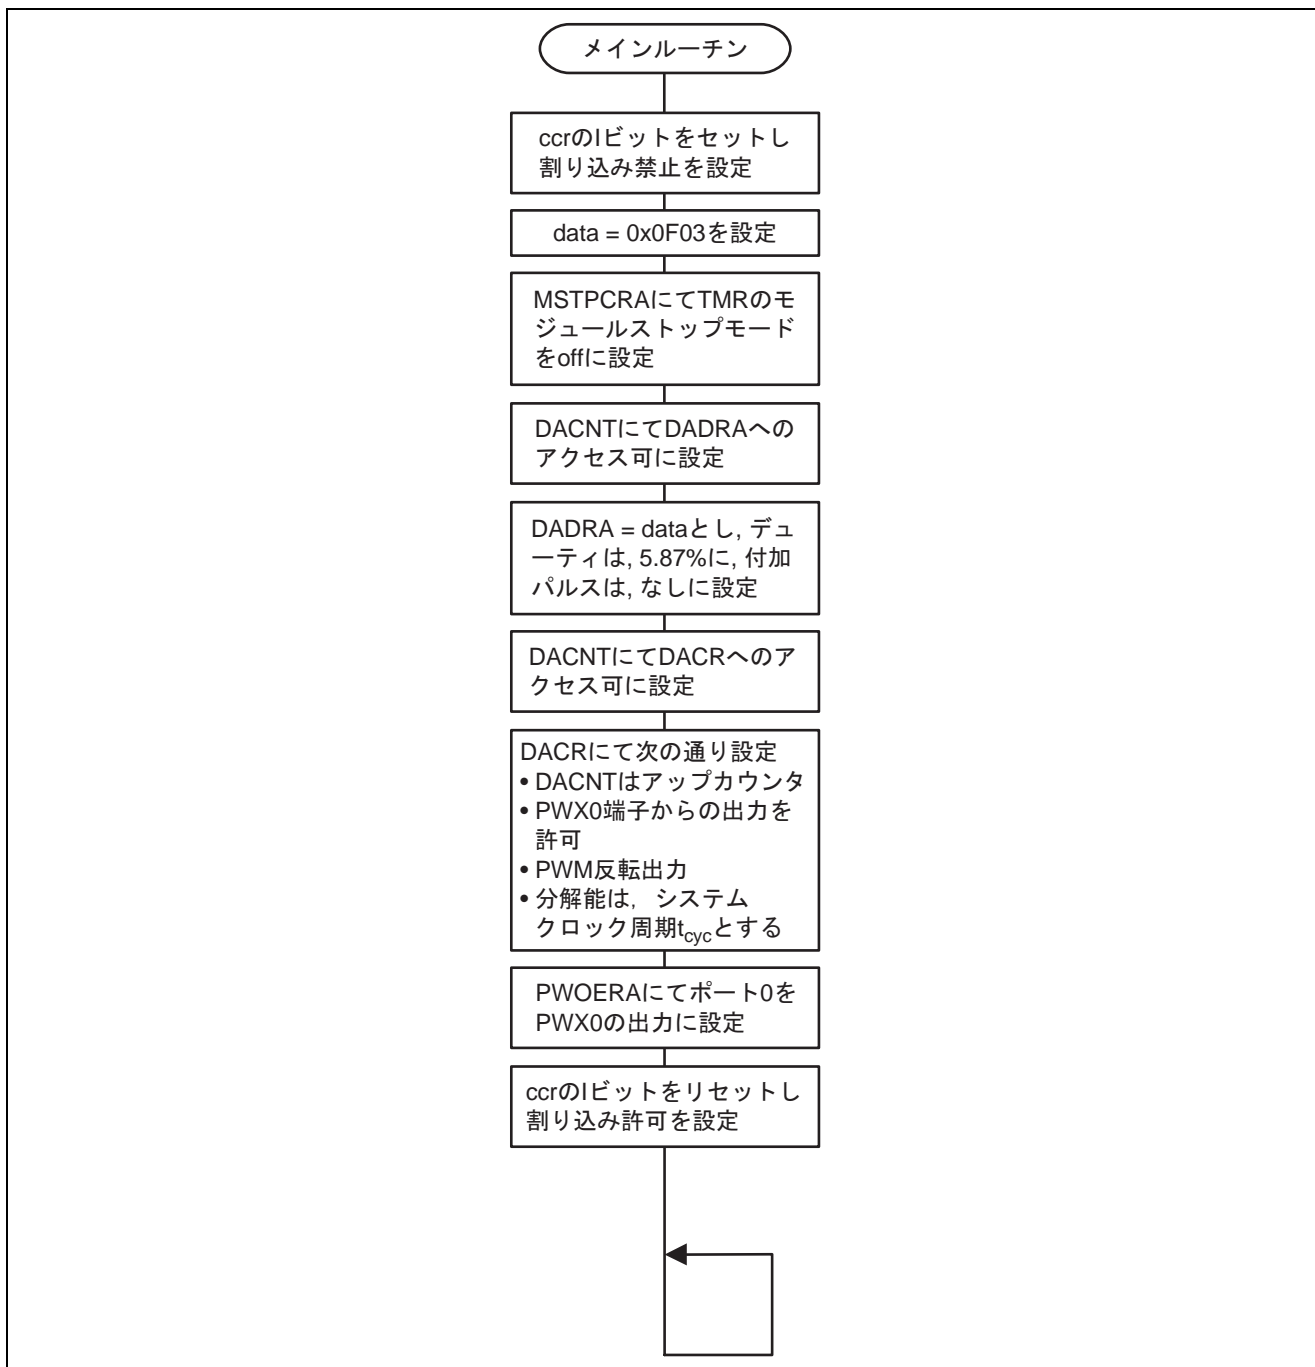 メインルーチン
ccrのIビットをセットし
割り込み禁止を設定
data = 0x0F03を設定
MSTPCRAにてTMRのモ
ジュールストップモード
をoffに設定
DACNTにてDADRAへの
アクセス可に設定
DADRA = dataとし, デュ
ーティは, 5.87%に, 付加
パルスは, なしに設定
DACNTにてDACRへのア
クセス可に設定
DACRにて次の通り設定
• DACNTはアップカウンタ
• PWX0端子からの出力を
許可
• PWM反転出力
• 分解能は, システム
クロック周期tcycとする
PWOERAにてポート0を
PWX0の出力に設定
ccrのIビットをリセットし
割り込み許可を設定